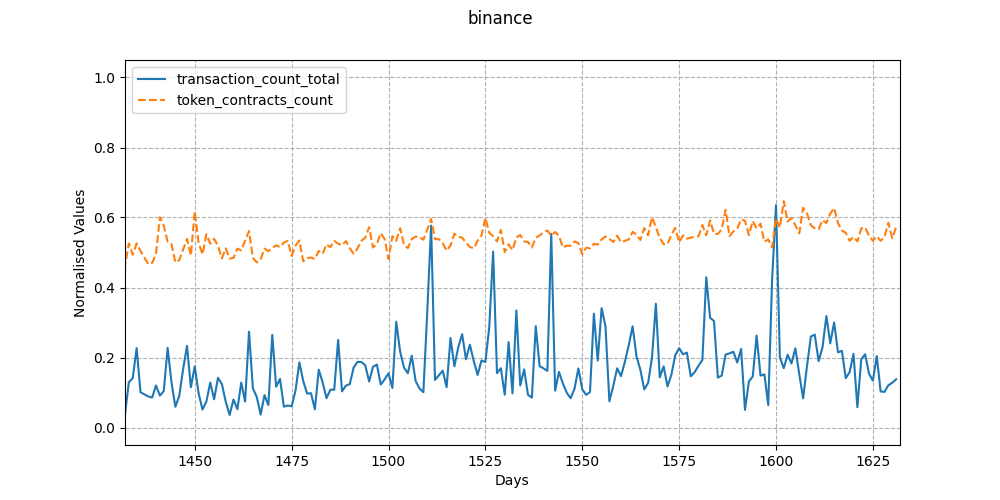 binance
transaction_count_total
token_contracts_count
Normalised Values
1.0
0.8
0.6
0.4
0.2
0.0
1450 1475 1500 1525 1550 1575 1600 1625
Days